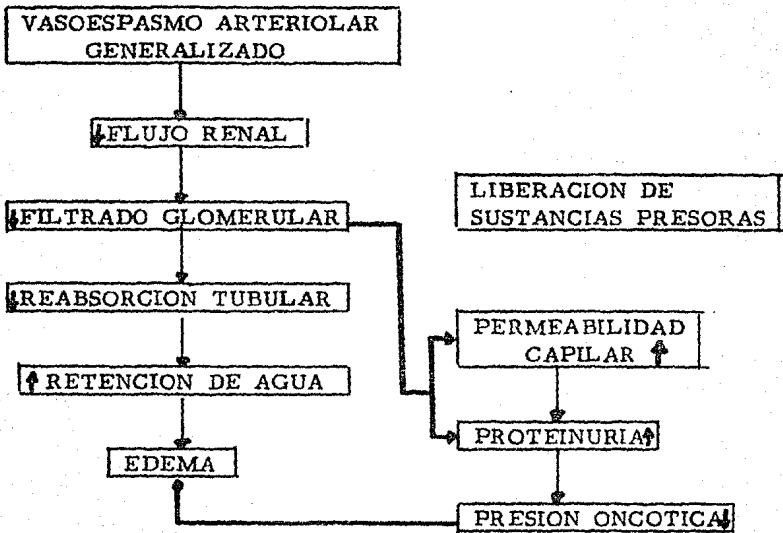 VASOESPASMO ARTERIOLAR
GENERALIZADO
↓FLUJO RENAL
↓FILTRADO GLOMERULAR
LIBERACION DE
SUSTANCIAS PRESORAS
↓REABSORCION TUBULAR
PERMEABILIDAD
CAPILAR ↑
↑RETENCION DE AGUA
PROTEINURIA↑
EDEMA
PRESION ONCOTICA↓